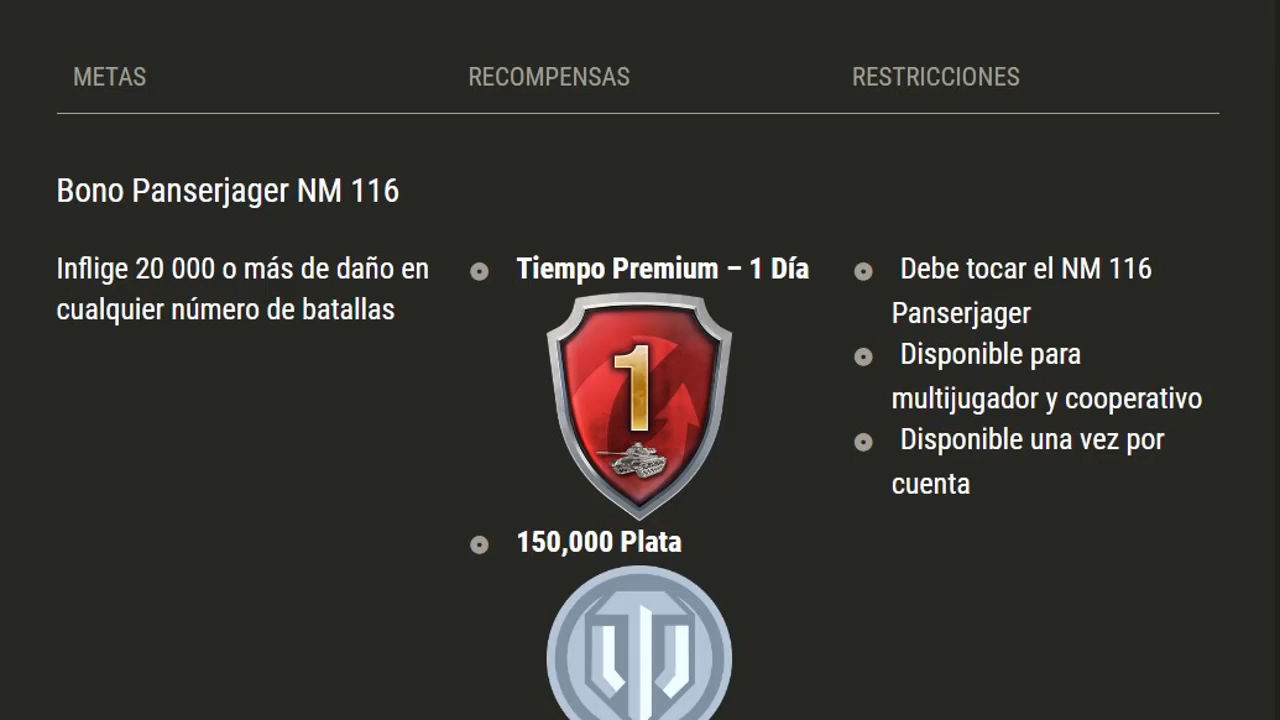 METAS
RECOMPENSAS
RESTRICCIONES
Bono Panserjager NM 116
Inflige 20 000 o más de daño en
cualquier número de batallas
Tiempo Premium – 1 Día
1
150,000 Plata
Debe tocar el NM 116
Panserjager
Disponible para
multijugador y cooperativo
Disponible una vez por
cuenta